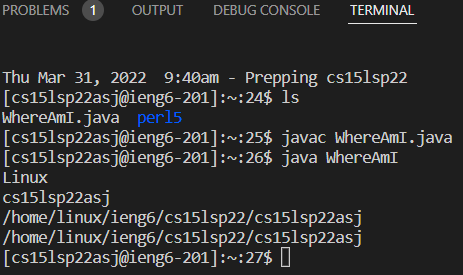 PROBLEMS 1 OUTPUT DEBUG CONSOLE TERMINAL
Thu Mar 31, 2022  9:40am - Prepping cs15lsp22
[cs15lsp22asj@ieng6-201]:~:24$ ls
WhereAmI.java  perl5
[cs15lsp22asj@ieng6-201]:~:25$ javac WhereAmI.java
[cs15lsp22asj@ieng6-201]:~:26$ java WhereAmI
Linux
cs15lsp22asj
/home/linux/ieng6/cs15lsp22/cs15lsp22asj
/home/linux/ieng6/cs15lsp22/cs15lsp22asj
[cs15lsp22asj@ieng6-201]:~:27$